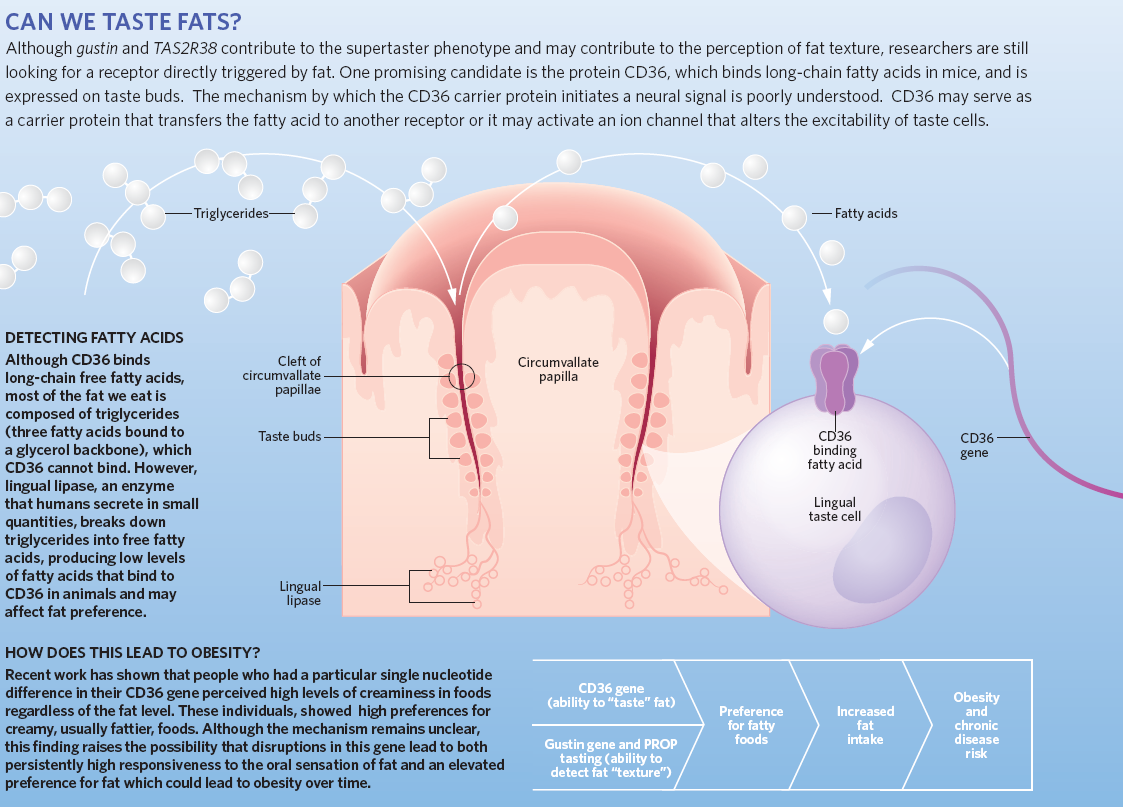 CAN WE TASTE FATS?
Although gustin and TAS2R38 contribute to the supertaster phenotype and may contribute to the perception of fat texture, researchers are still
looking for a receptor directly triggered by fat. One promising candidate is the protein CD36, which binds long-chain fatty acids in mice, and is
expressed on taste buds. The mechanism by which the CD36 carrier protein initiates a neural signal is poorly understood. CD36 may serve as
a carrier protein that transfers the fatty acid to another receptor or it may activate an ion channel that alters the excitability of taste cells.
Triglycerides
Fatty acids
DETECTING FATTY ACIDS
Although CD36 binds
long-chain free fatty acids,
most of the fat we eat is
composed of triglycerides
(three fatty acids bound to
a glycerol backbone), which
CD36 cannot bind. However,
lingual lipase, an enzyme
that humans secrete in small
quantities, breaks down
triglycerides into free fatty
acids, producing low levels
of fatty acids that bind to
CD36 in animals and may
affect fat preference.
Cleft of
circumvallate
papillae
Taste buds
Lingual
lipase
Circumvallate
papilla
CD36
binding
fatty acid
Lingual
taste cell
CD36
gene
HOW DOES THIS LEAD TO OBESITY?
Recent work has shown that people who had a particular single nucleotide
difference in their CD36 gene perceived high levels of creaminess in foods
regardless of the fat level. These individuals, showed high preferences for
creamy, usually fattier, foods. Although the mechanism remains unclear,
this finding raises the possibility that disruptions in this gene lead to both
persistently high responsiveness to the oral sensation of fat and an elevated
preference for fat which could lead to obesity over time.
CD36 gene
(ability to “taste” fat)
Gustin gene and PROP
tasting (ability to
detect fat “texture”)
Preference
for fatty
foods
Increased
fat
intake
Obesity
and
chronic
disease
risk